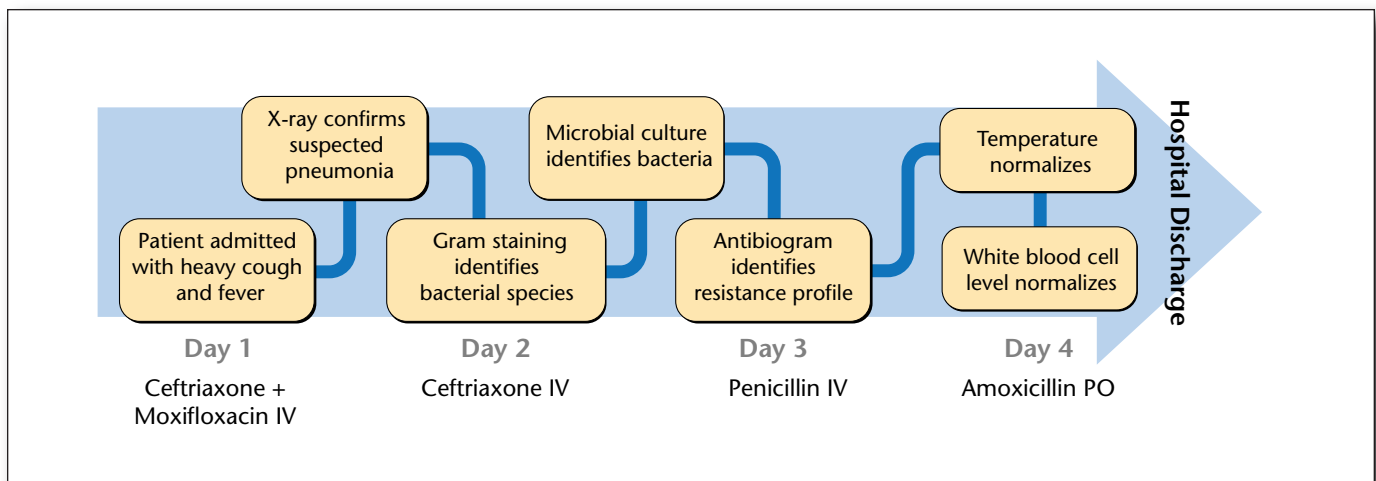 Patient admitted
with heavy cough
and fever
X-ray confirms
suspected
pneumonia
Gram staining
identifies
bacterial species
Microbial culture
identifies bacteria
Antibiogram
identifies
resistance profile
Temperature
normalizes
White blood cell
level normalizes
Hospital Discharge
Day 1
Ceftriaxone +
Moxifloxacin IV
Day 2
Ceftriaxone IV
Day 3
Penicillin IV
Day 4
Amoxicillin PO